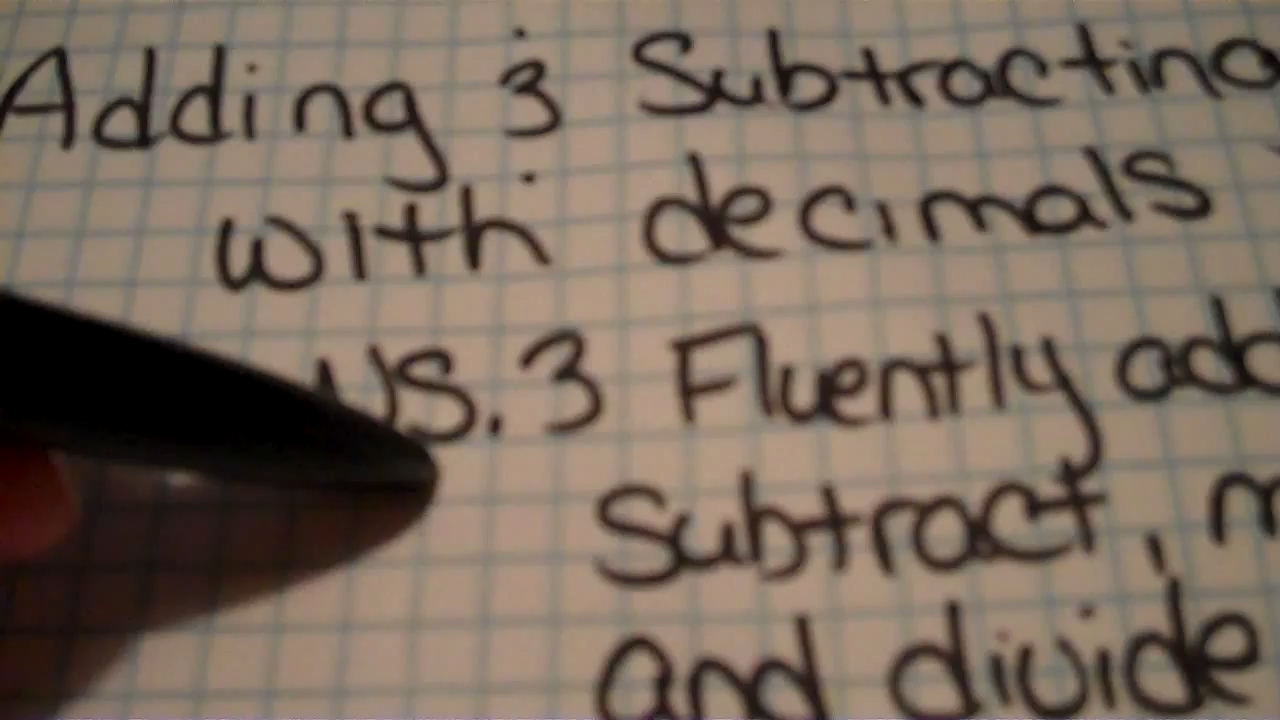 Adding & Subtracting
with decimals
NS.3 Fluently add
Subtract,
and divide